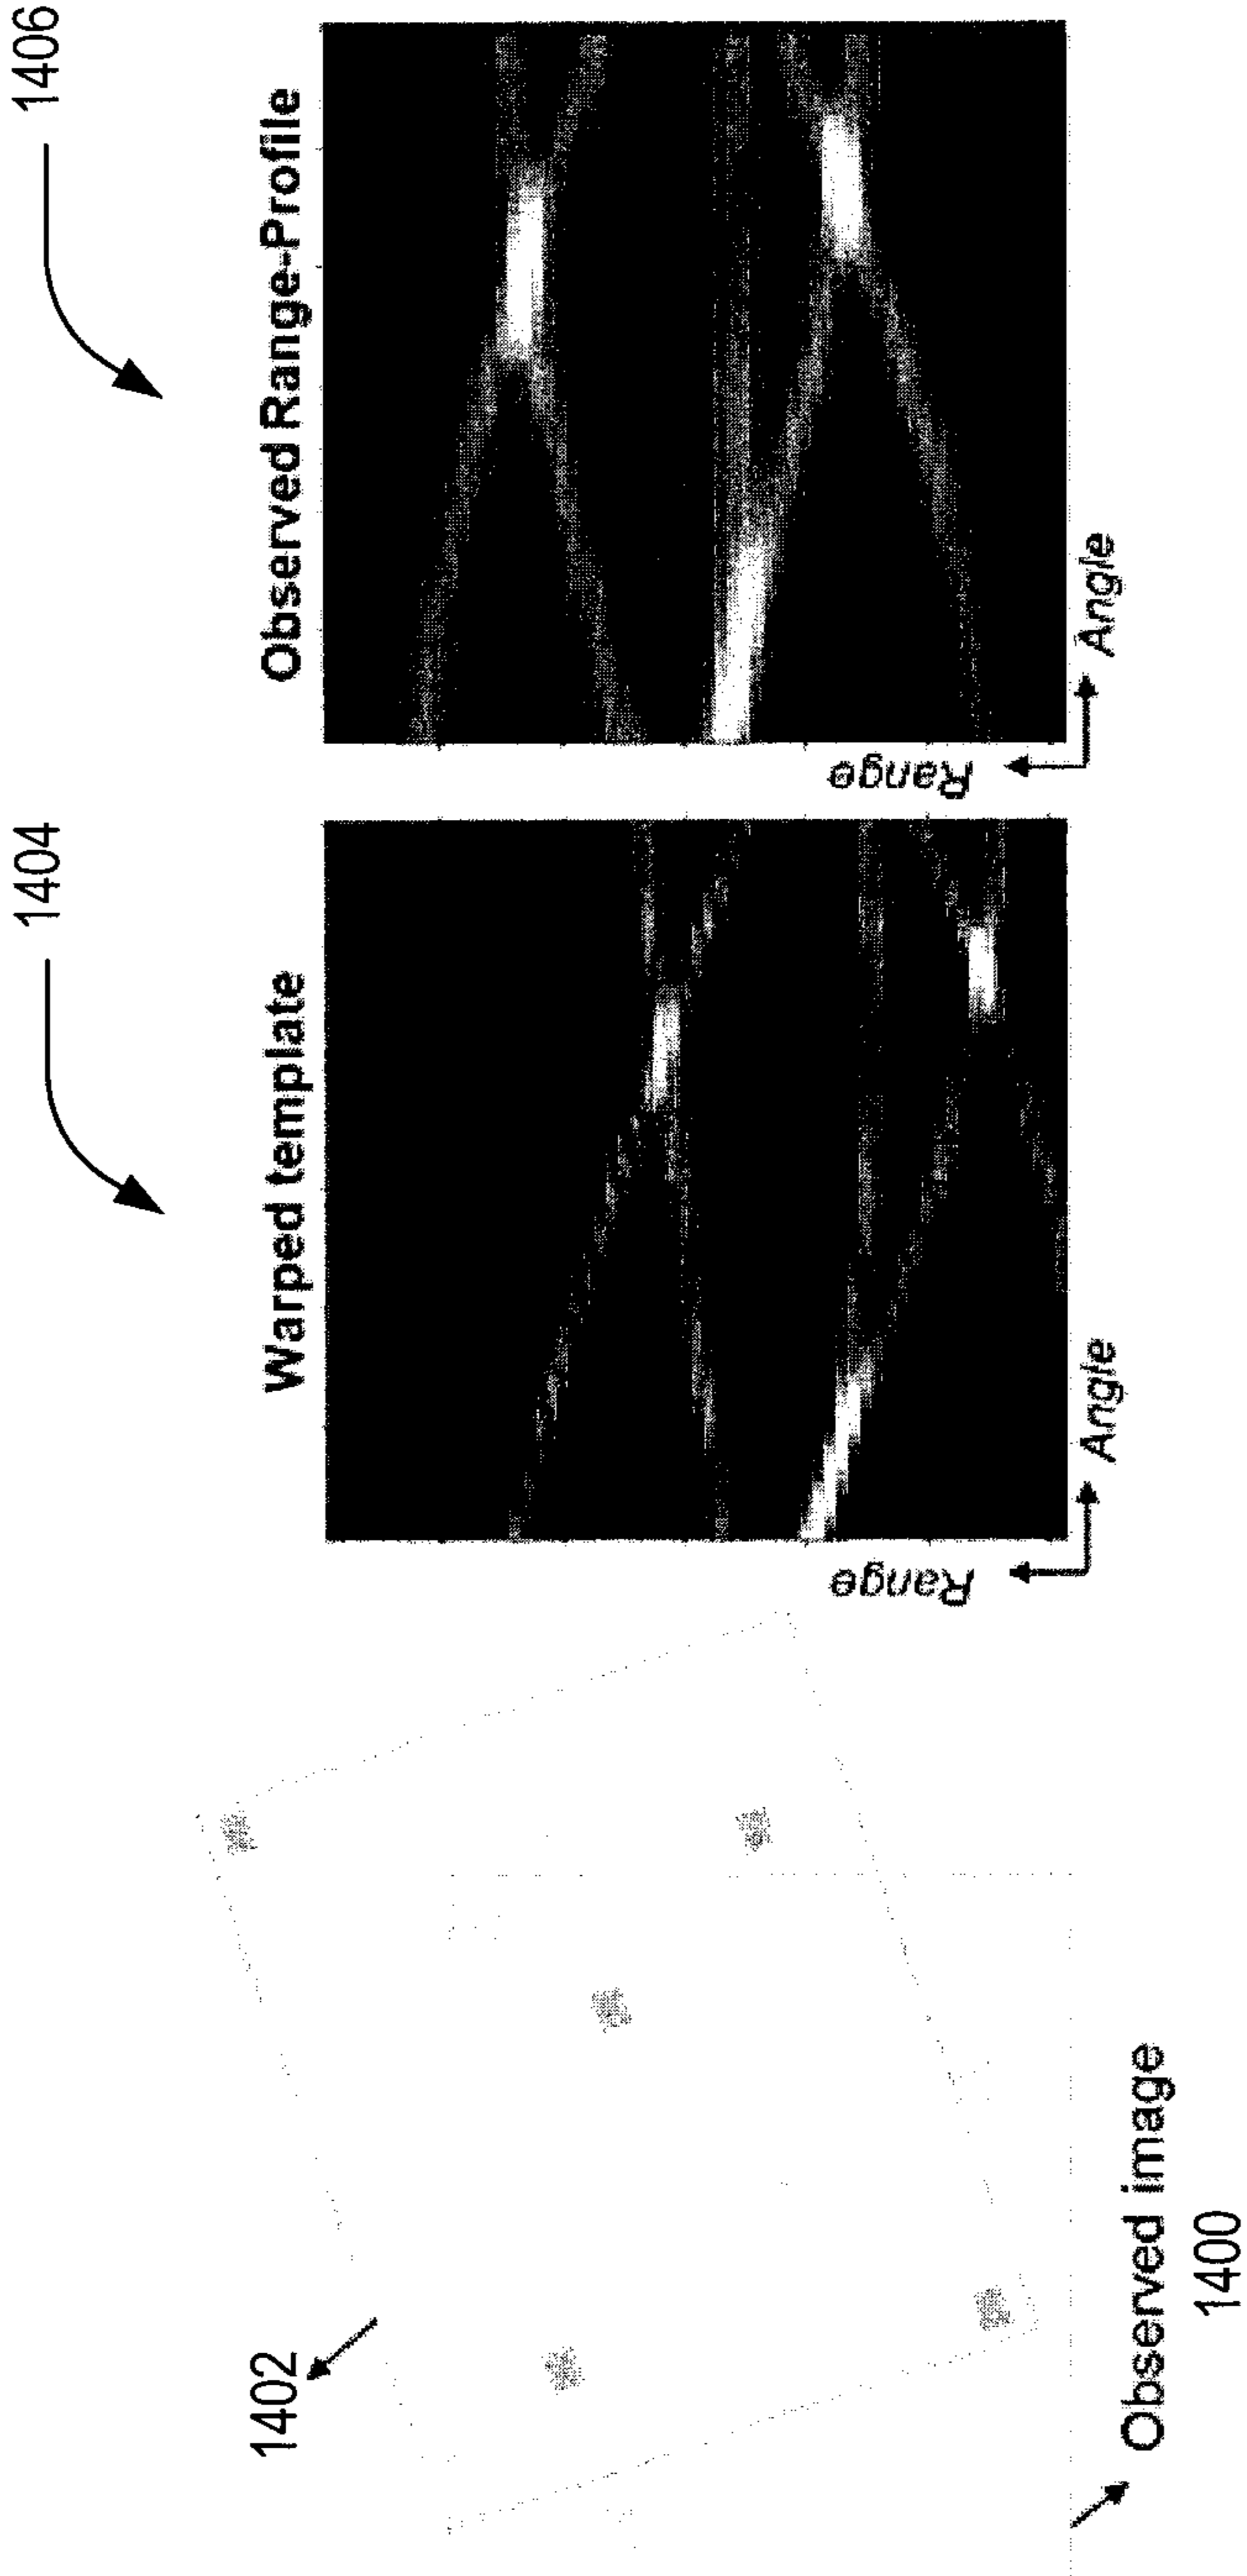 1402
Observed image
1400
1404
Warped template
Range
Angle
1406
Observed Range-Profile
Range
Angle